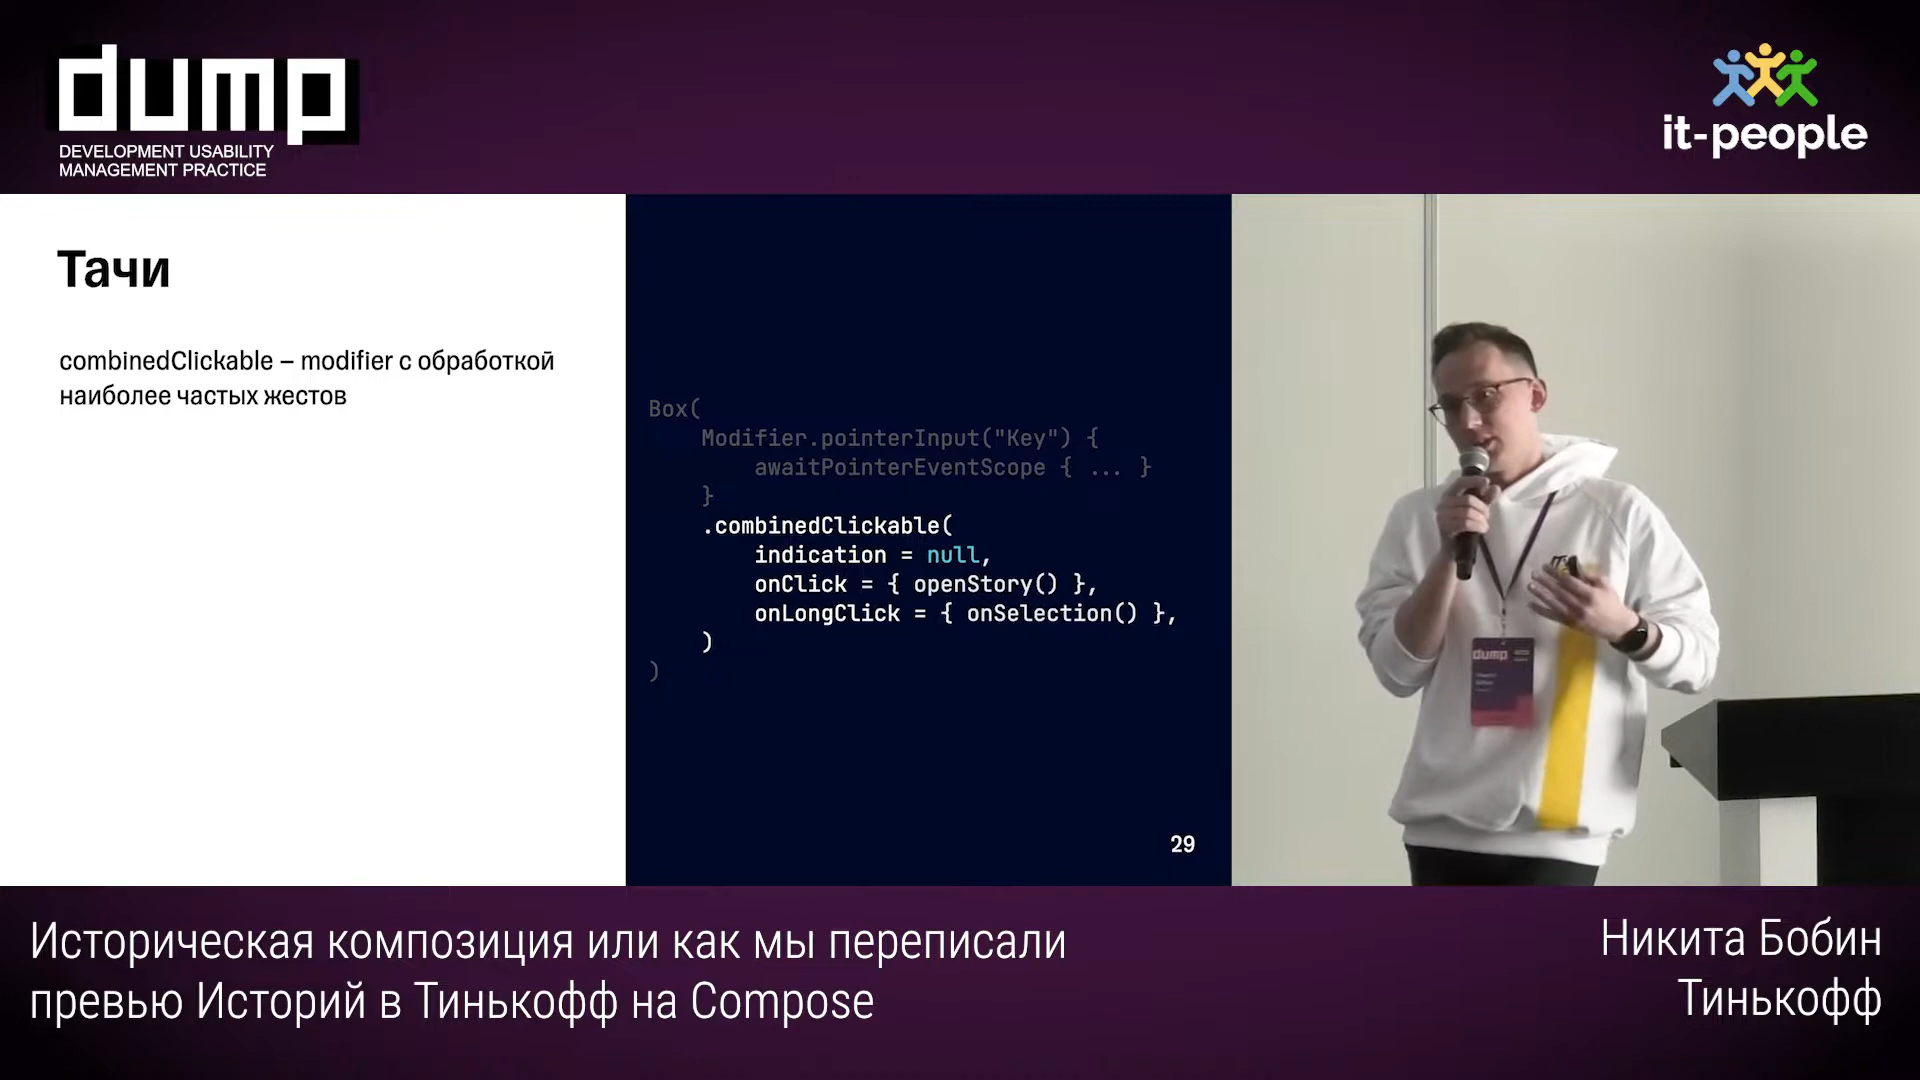 dump
DEVELOPMENT USABILITY
MANAGEMENT PRACTICE
it-people
Тачи
combinedClickable – modifier с обработкой
наиболее частых жестов
Box(
Modifier.pointerInput("Key") {
awaitPointerEventScope { ... }
}
.combinedClickable(
indication = null,
onClick = { openStory() },
onLongClick = { onSelection() },
)
)
29
dump
Историческая композиция или как мы переписали
превью Историй в Тинькофф на Compose
Никита Бобин
Тинькофф